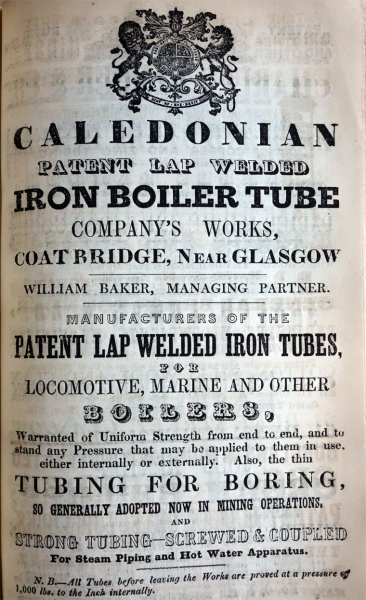 CALEDONIAN
PATENT LAP WELDED
IRON BOILER TUBE
COMPANY'S WORKS,
COATBRIDGE, NEAR GLASGOW
WILLIAM BAKER, MANAGING PARTNER.
MANUFACTURERS OF THE
PATENT LAP WELDED IRON TUBES,
FOR
LOCOMOTIVE, MARINE AND OTHER
BOILERS,
Warranted of Uniform Strength from end to end, and to
stand any Pressure that may be applied to them in use,
either internally or externally. Also, the thin
TUBING FOR BORING,
SO GENERALLY ADOPTED NOW IN MINING OPERATIONS,
AND
STRONG TUBING—SCREWED & COUPLED
For Steam Piping and Hot Water Apparatus.
N. B.—All Tubes before leaving the Works are proved at a pressure of
1,000 lbs. to the Inch internally.